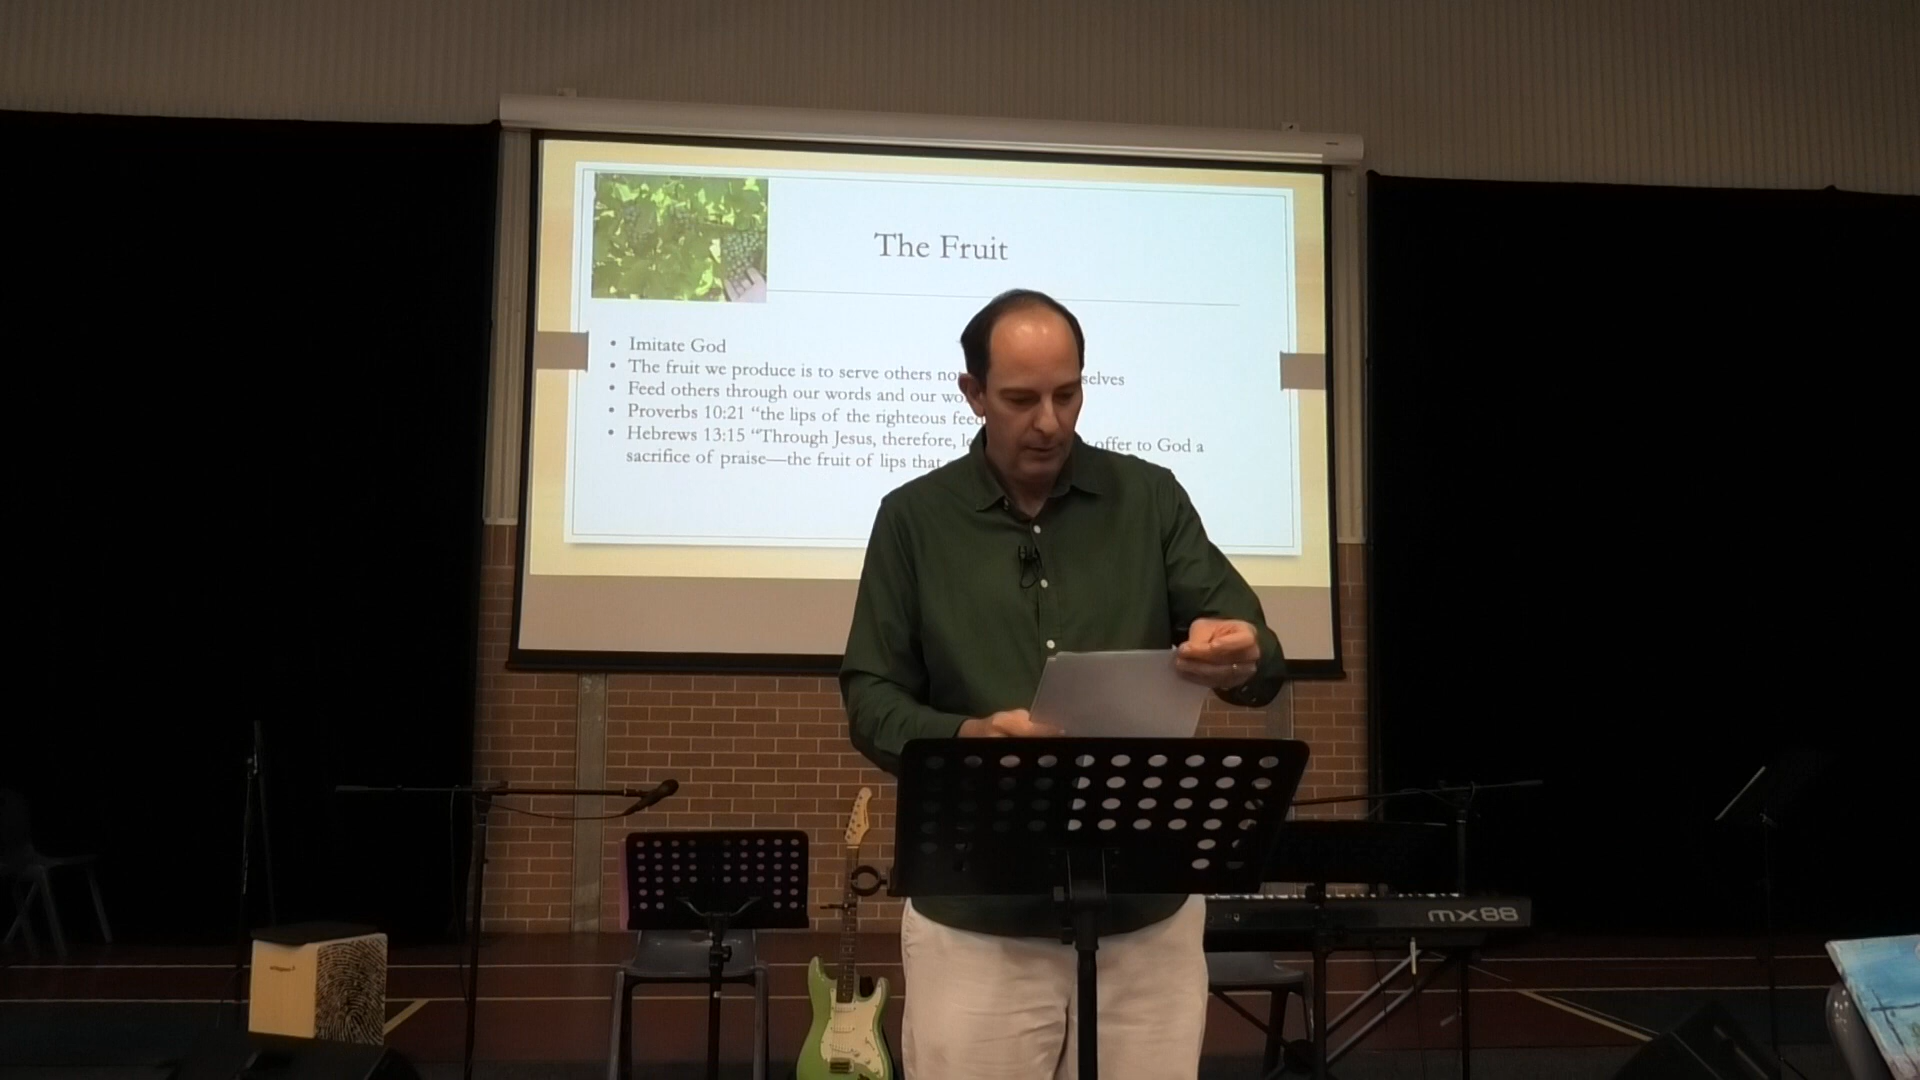 The Fruit
• Imitate God
• The fruit we produce is to serve others no selves
• Feed others through our words and our wo
• Proverbs 10:21 “the lips of the righteous feed
• Hebrews 13:15 “Through Jesus, therefore, le offer to God a
sacrifice of praise—the fruit of lips that
mx88